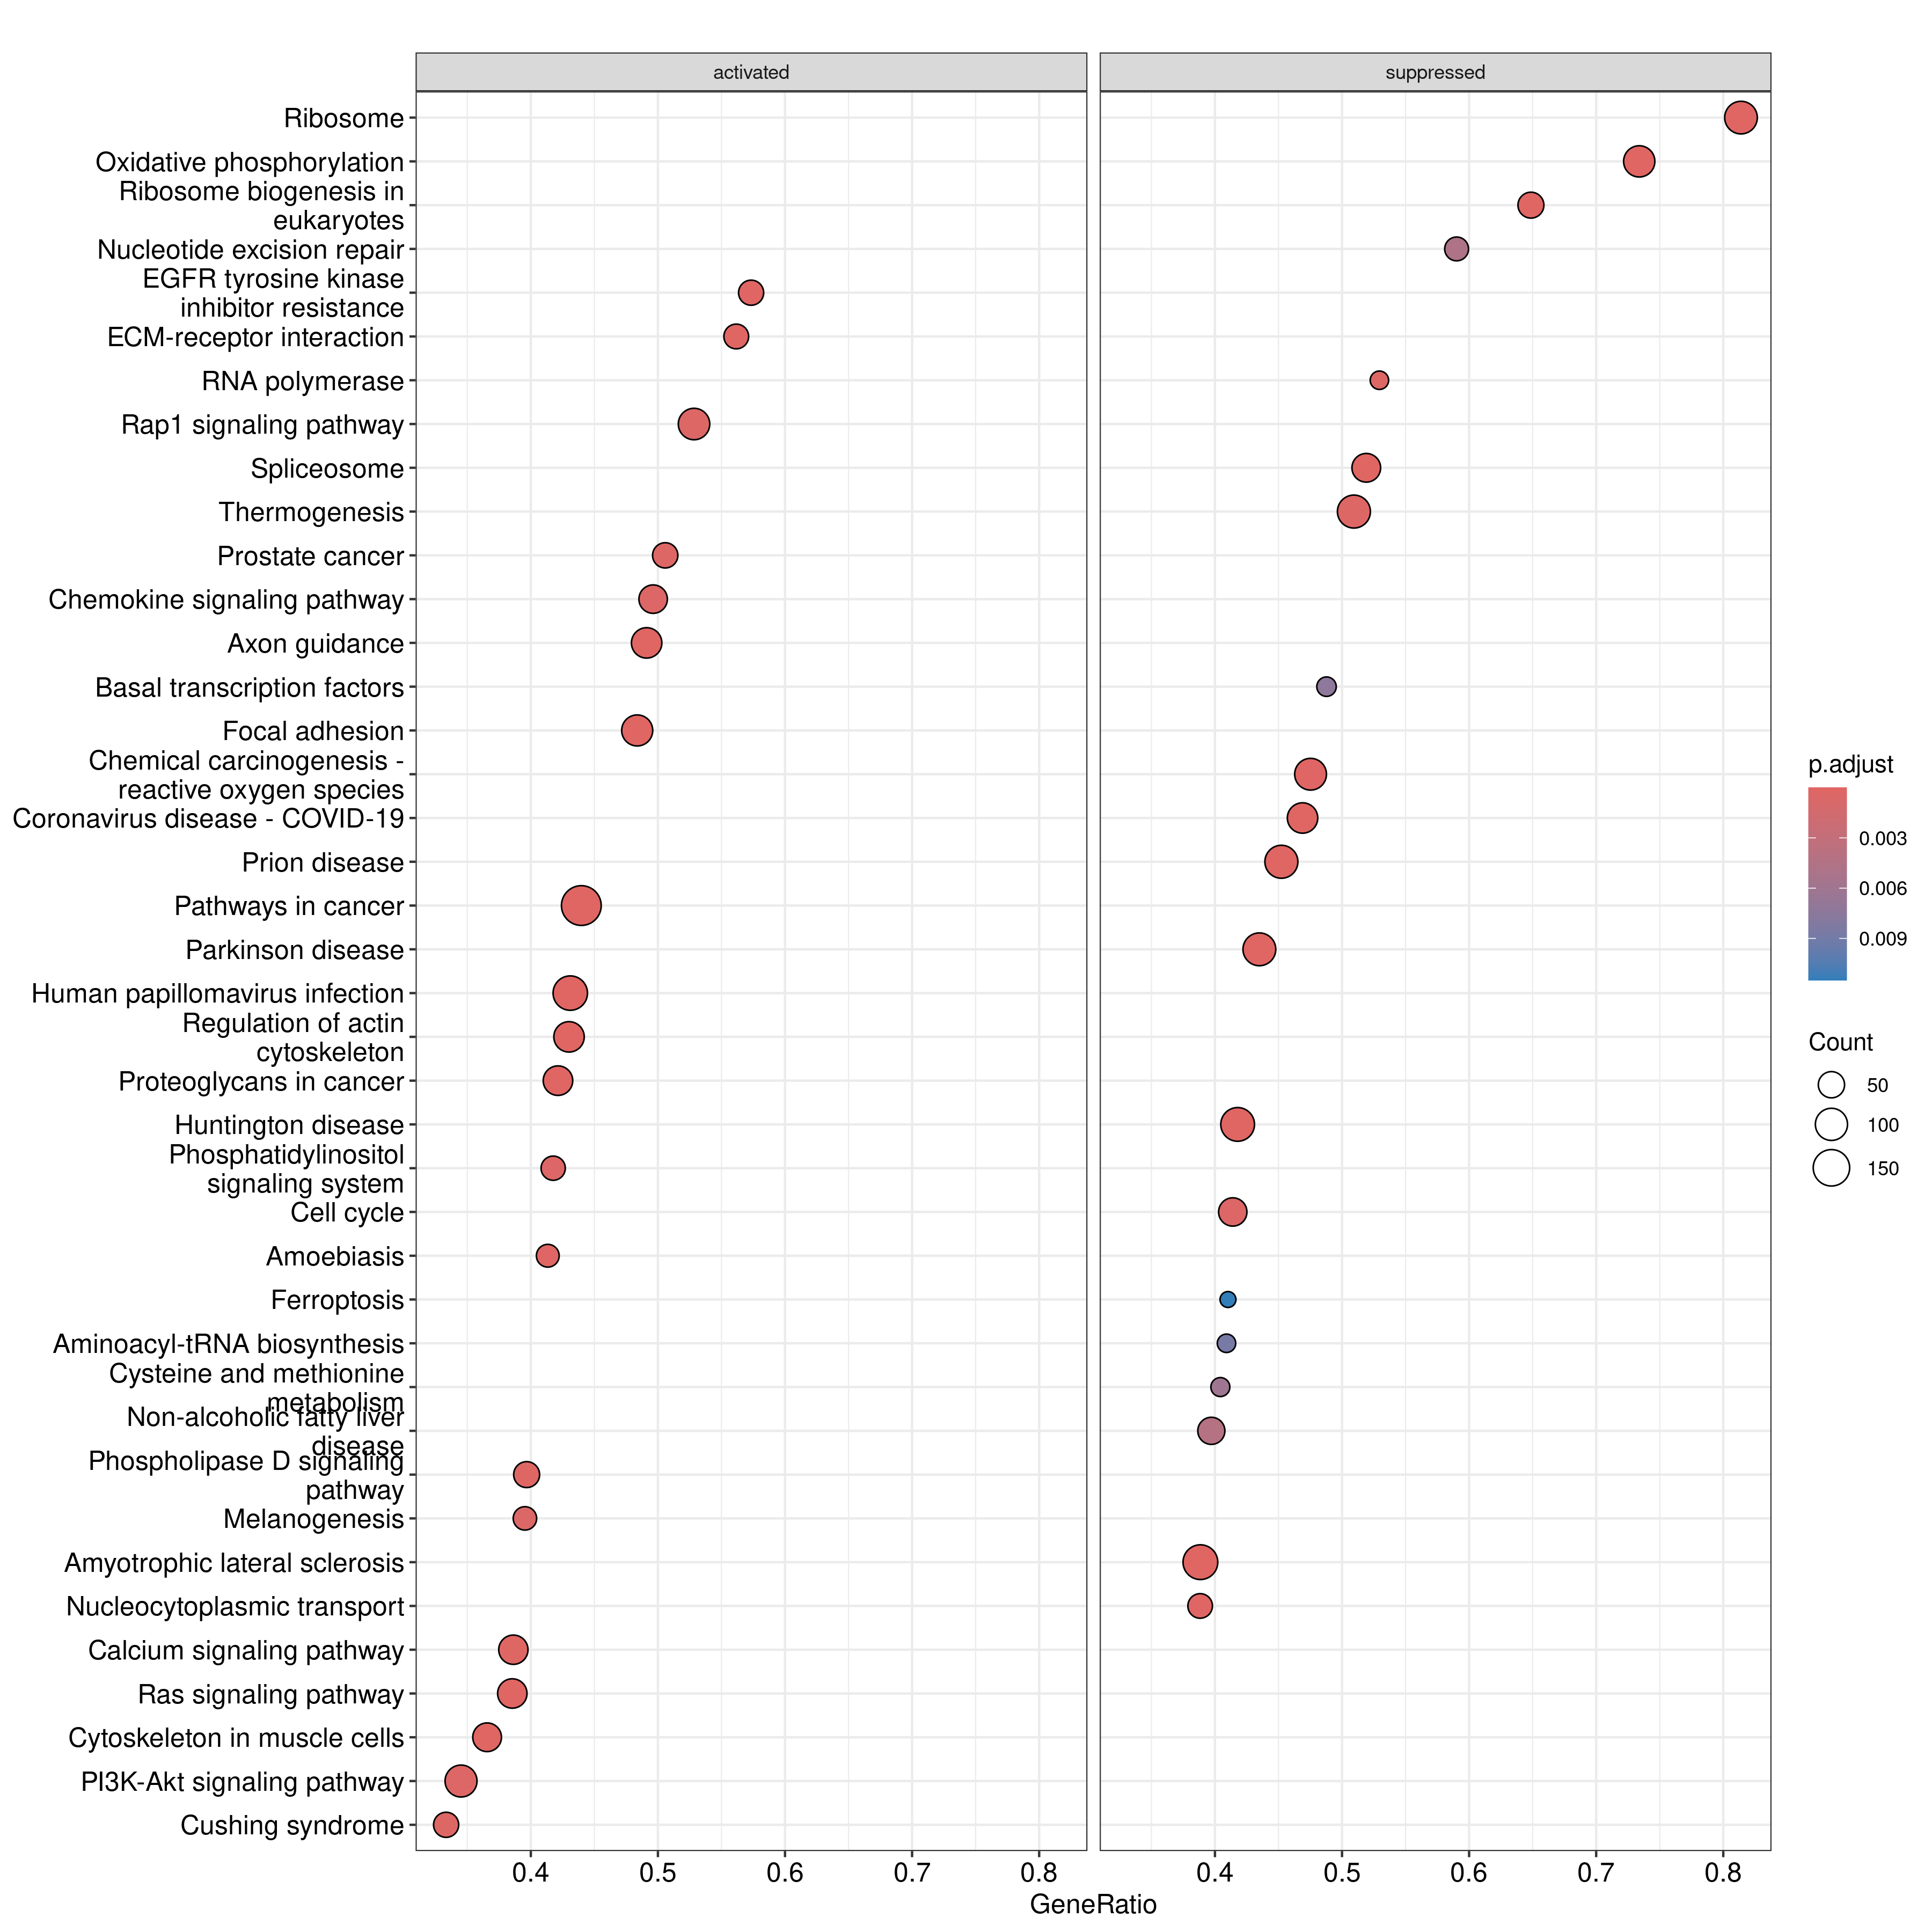 activated
suppressed
Ribosome
Oxidative phosphorylation
Ribosome biogenesis in
eukaryotes
Nucleotide excision repair
EGFR tyrosine kinase
inhibitor resistance
ECM-receptor interaction
RNA polymerase
Rap1 signaling pathway
Spliceosome
Thermogenesis
Prostate cancer
Chemokine signaling pathway
Axon guidance
Basal transcription factors
Focal adhesion
Chemical carcinogenesis -
reactive oxygen species
Coronavirus disease - COVID-19
Prion disease
Pathways in cancer
Parkinson disease
Human papillomavirus infection
Regulation of actin
cytoskeleton
Proteoglycans in cancer
Huntington disease
Phosphatidylinositol
signaling system
Cell cycle
Amoebiasis
Ferroptosis
Aminoacyl-tRNA biosynthesis
Cysteine and methionine
metabolism
Non-alcoholic fatty liver
disease
Phospholipase D signaling
pathway
Melanogenesis
Amyotrophic lateral sclerosis
Nucleocytoplasmic transport
Calcium signaling pathway
Ras signaling pathway
Cytoskeleton in muscle cells
PI3K-Akt signaling pathway
Cushing syndrome
0.4 0.5 0.6 0.7 0.8
0.4 0.5 0.6 0.7 0.8
GeneRatio
p.adjust
0.003
0.006
0.009
Count
50
100
150